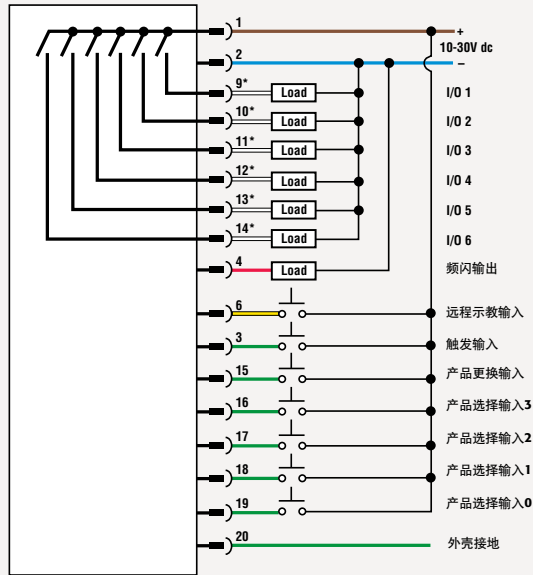 1
+
10-30V dc
2
–
9* Load I/O 1
10* Load I/O 2
11* Load I/O 3
12* Load I/O 4
13* Load I/O 5
14* Load I/O 6
4 Load 频闪输出
6 远程示教输入
3 触发输入
15 产品更换输入
16 产品选择输入3
17 产品选择输入2
18 产品选择输入1
19 产品选择输入0
20 外壳接地